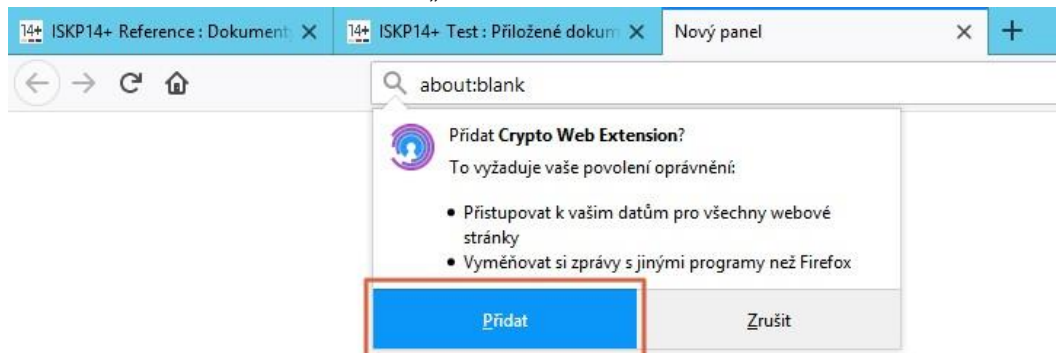 „
ISKP14+ Reference : Dokument
ISKP14+ Test : Přiložené dokum
Nový panel
about:blank
Přidat Crypto Web Extension?
To vyžaduje vaše povolení oprávnění:
• Přistupovat k vašim datům pro všechny webové
stránky
• Vyměňovat si zprávy s jinými programy než Firefox
Přidat
Zrušit